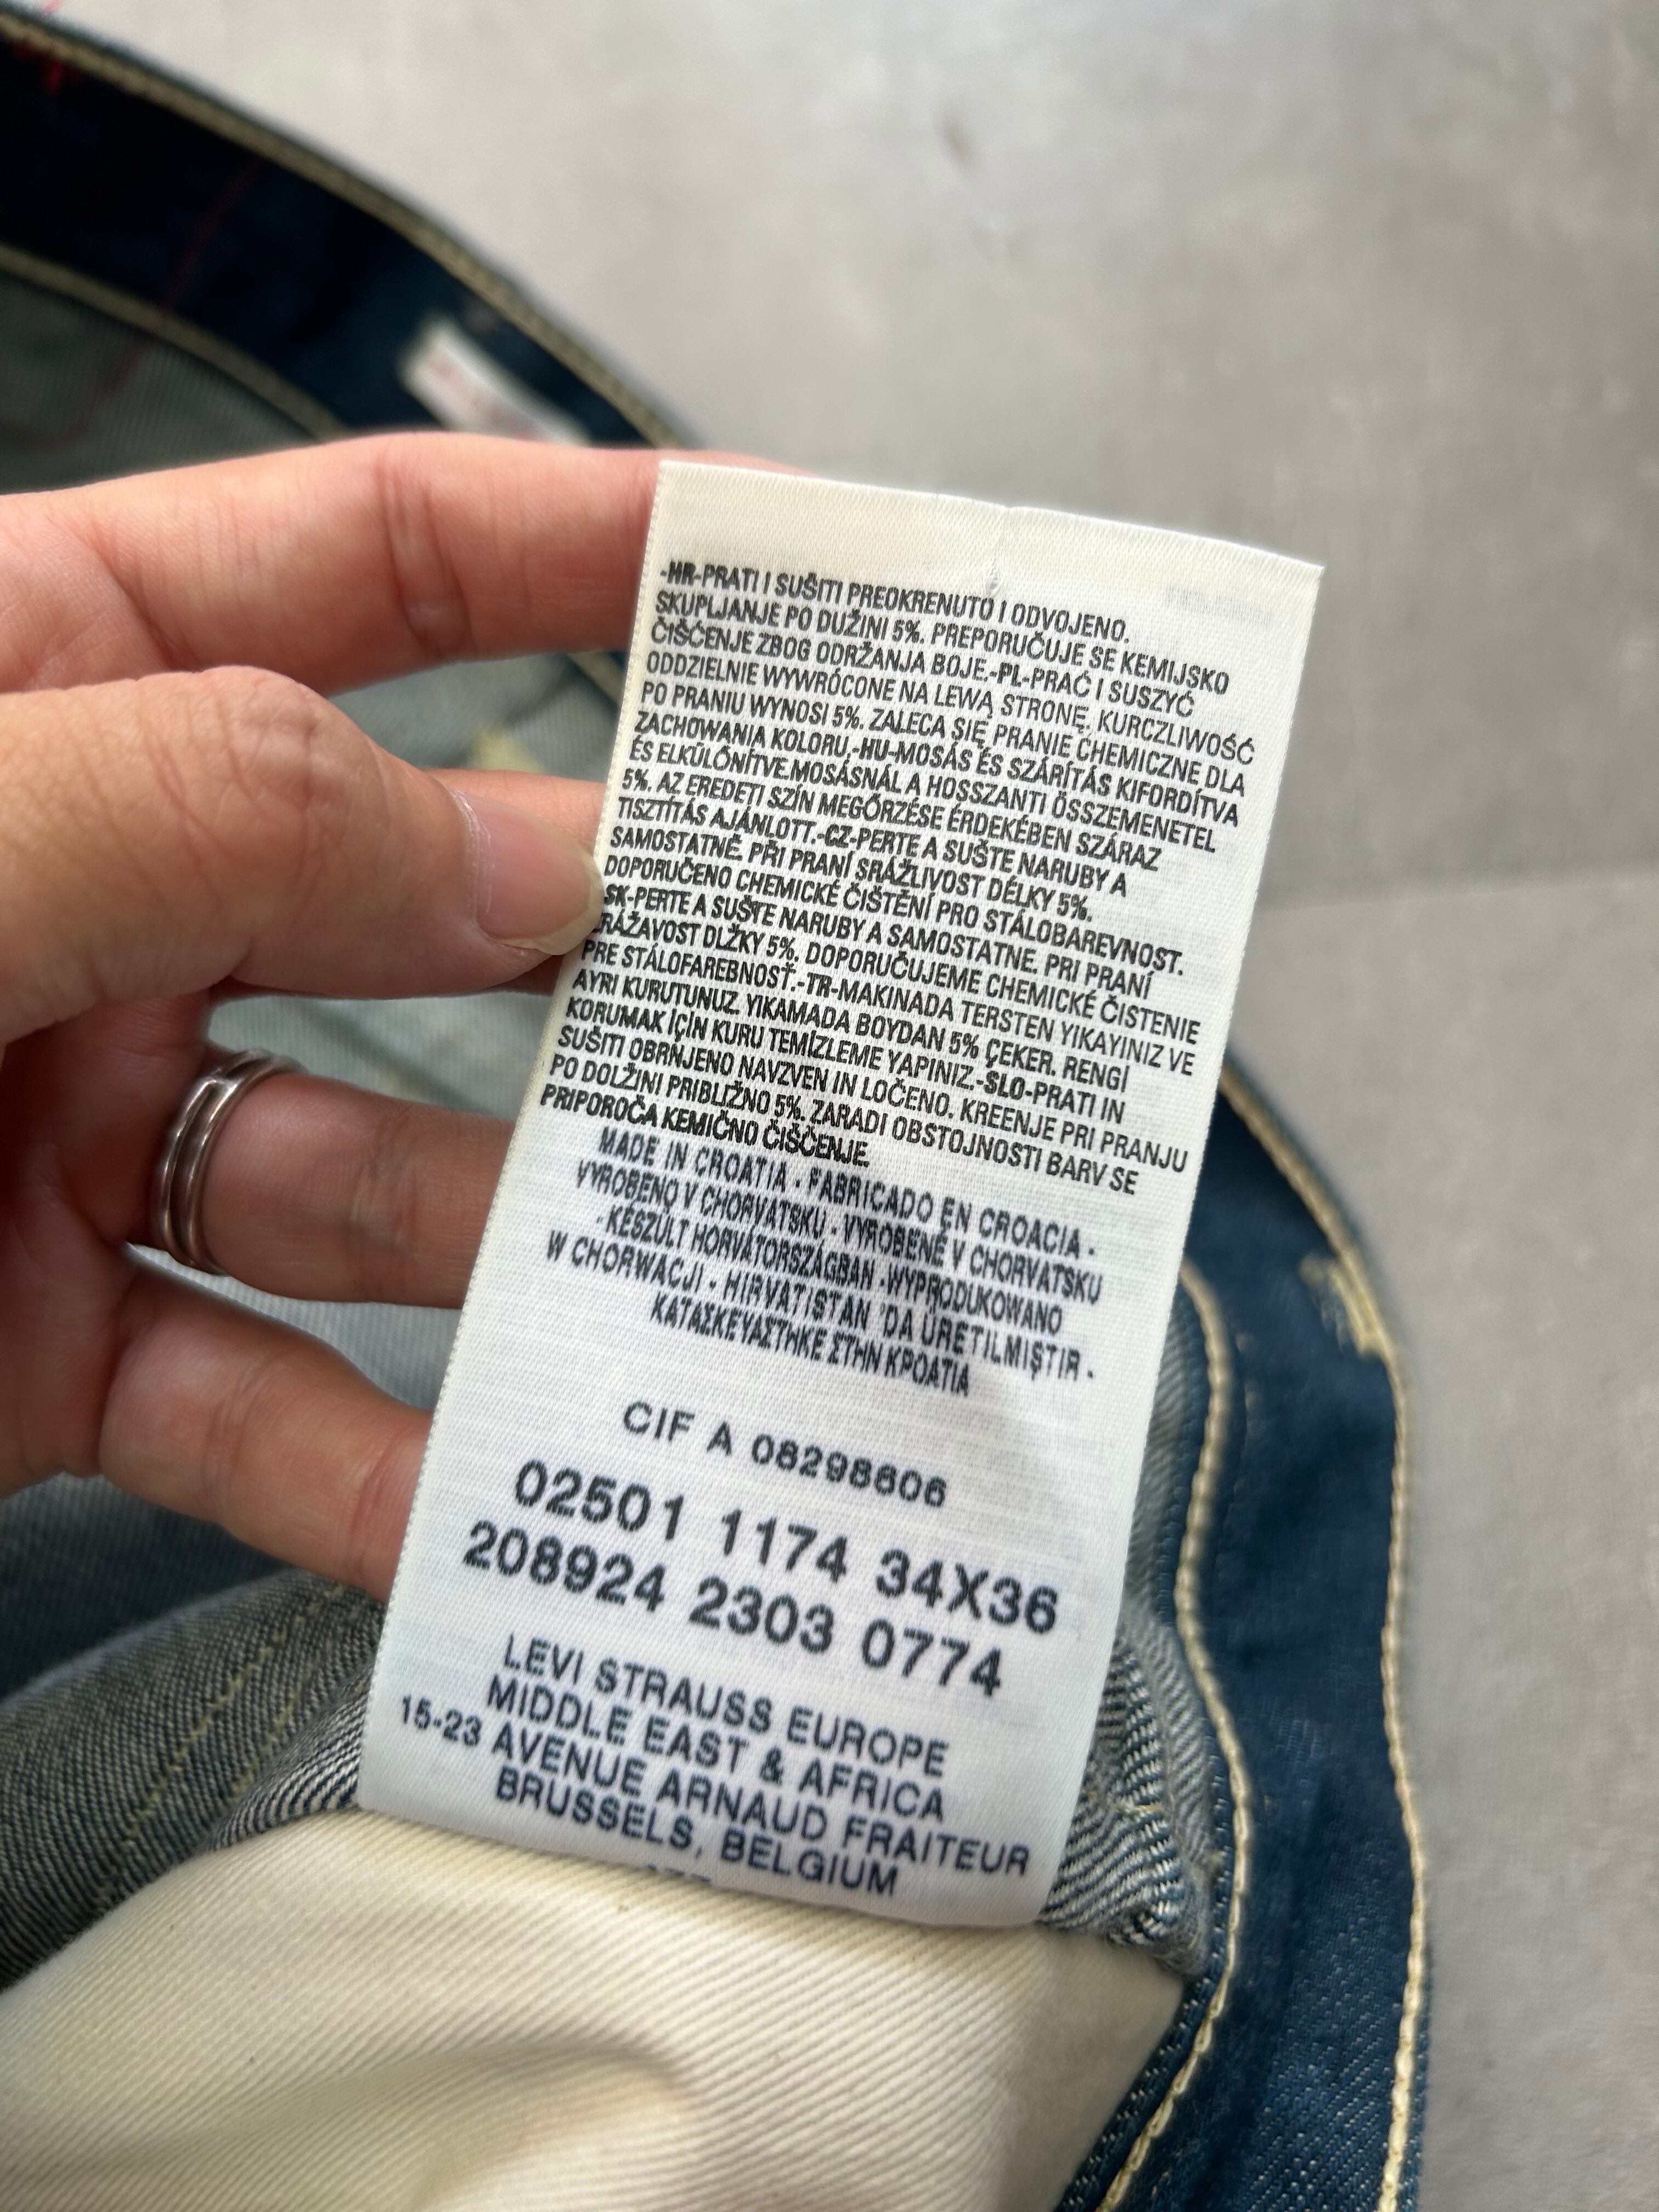 -HR-PRATI I SUŠITI PREOKRENUTO I ODVOJENO.
SKUPLJANJE PO DUŽINI 5%. PREPORUČUJE SE KEMIJSKO
ČIŠĆENJE ZBOG ODRŽANJA BOJE.-PL-PRAĆ I SUSZYĆ
ODDZIELNIE WYWRÓCONE NA LEWĄ STRONĘ. KURCZLIWOŚĆ
PO PRANIU WYNOSI 5%. ZALECA SIĘ PRANIE CHEMICZNE DLA
ZACHOWANIA KOLORU.-HU-MOSÁS ÉS SZÁRÍTÁS KIFORDÍTVA
ÉS ELKÜLÖNÍTVE.MOSÁSNÁL A HOSSZANTI ÖSSZEMENETEL
5%. AZ EREDETI SZÍN MEGŐRZÉSE ÉRDEKÉBEN SZÁRAZ
TISZTÍTÁS AJÁNLOTT.-CZ-PERTE A SUŠTE NARUBY A
SAMOSTATNĚ. PŘI PRANÍ SRÁŽLIVOST DÉLKY 5%.
DOPORUČENO CHEMICKÉ ČIŠTĚNÍ PRO STÁLOBAREVNOST.
-SK-PERTE A SUŠTE NARUBY A SAMOSTATNE. PRI PRANÍ
ZRÁŽAVOST DĹŽKY 5%. DOPORUČUJEME CHEMICKÉ ČISTENIE
PRE STÁLOFAREBNOSŤ.-TR-MAKINADA TERSTEN YIKAYINIZ VE
AYRI KURUTUNUZ. YIKAMADA BOYDAN 5% ÇEKER. RENGİ
KORUMAK İÇİN KURU TEMİZLEME YAPINIZ.-SLO-PRATI IN
SUŠITI OBRNJENO NAVZVEN IN LOČENO. KREENJE PRI PRANJU
PO DOLŽINI PRIBLIŽNO 5%. ZARADI OBSTOJNOSTI BARV SE
PRIPOROČA KEMIČNO ČIŠČENJE.
MADE IN CROATIA · FABRICADO EN CROACIA ·
VYROBENO V CHORVATSKU · VYROBENÉ V CHORVATSKU
· KÉSZÜLT HORVÁTORSZÁGBAN · WYPRODUKOWANO
W CHORWACJI · HIRVATISTAN 'DA ÜRETILMIŞTIR ·
ΚΑΤΑΣΚΕΥΑΣΤΗΚΕ ΣΤΗΝ ΚΡΟΑΤΙΑ
CIF A 08298806
02501 1174 34X36
208924 2303 0774
LEVI STRAUSS EUROPE
MIDDLE EAST & AFRICA
15-23 AVENUE ARNAUD FRAITEUR
BRUSSELS, BELGIUM